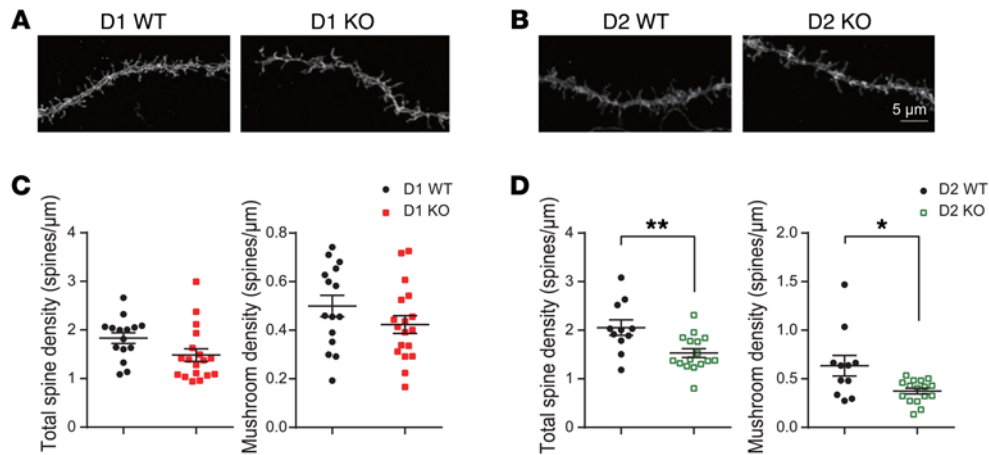 A
D1 WT
D1 KO
B
D2 WT
D2 KO
5 µm
C
D1 WT
D1 KO
Total spine density (spines/µm)
4
3
2
1
0
Mushroom density (spines/µm)
0.8
0.6
0.4
0.2
0.0
D
D2 WT
D2 KO
Total spine density (spines/µm)
4
3
2
1
0
**
Mushroom density (spines/µm)
2.0
1.5
1.0
0.5
0.0
*